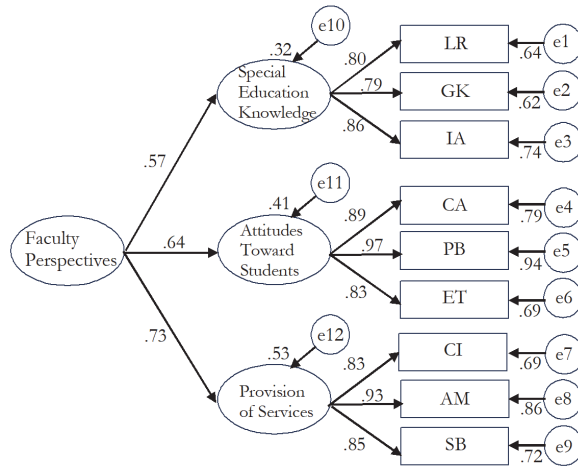 e10
.32
Special
Education
Knowledge
.80
LR
.64
e1
.79
GK
.62
e2
.86
IA
.74
e3
.57
e11
.41
Attitudes
Toward
Students
.89
CA
.79
e4
Faculty
Perspectives
.64
.97
PB
.94
e5
.83
ET
.69
e6
.73
e12
.53
Provision
of Services
.83
CI
.69
e7
.93
AM
.86
e8
.85
SB
.72
e9